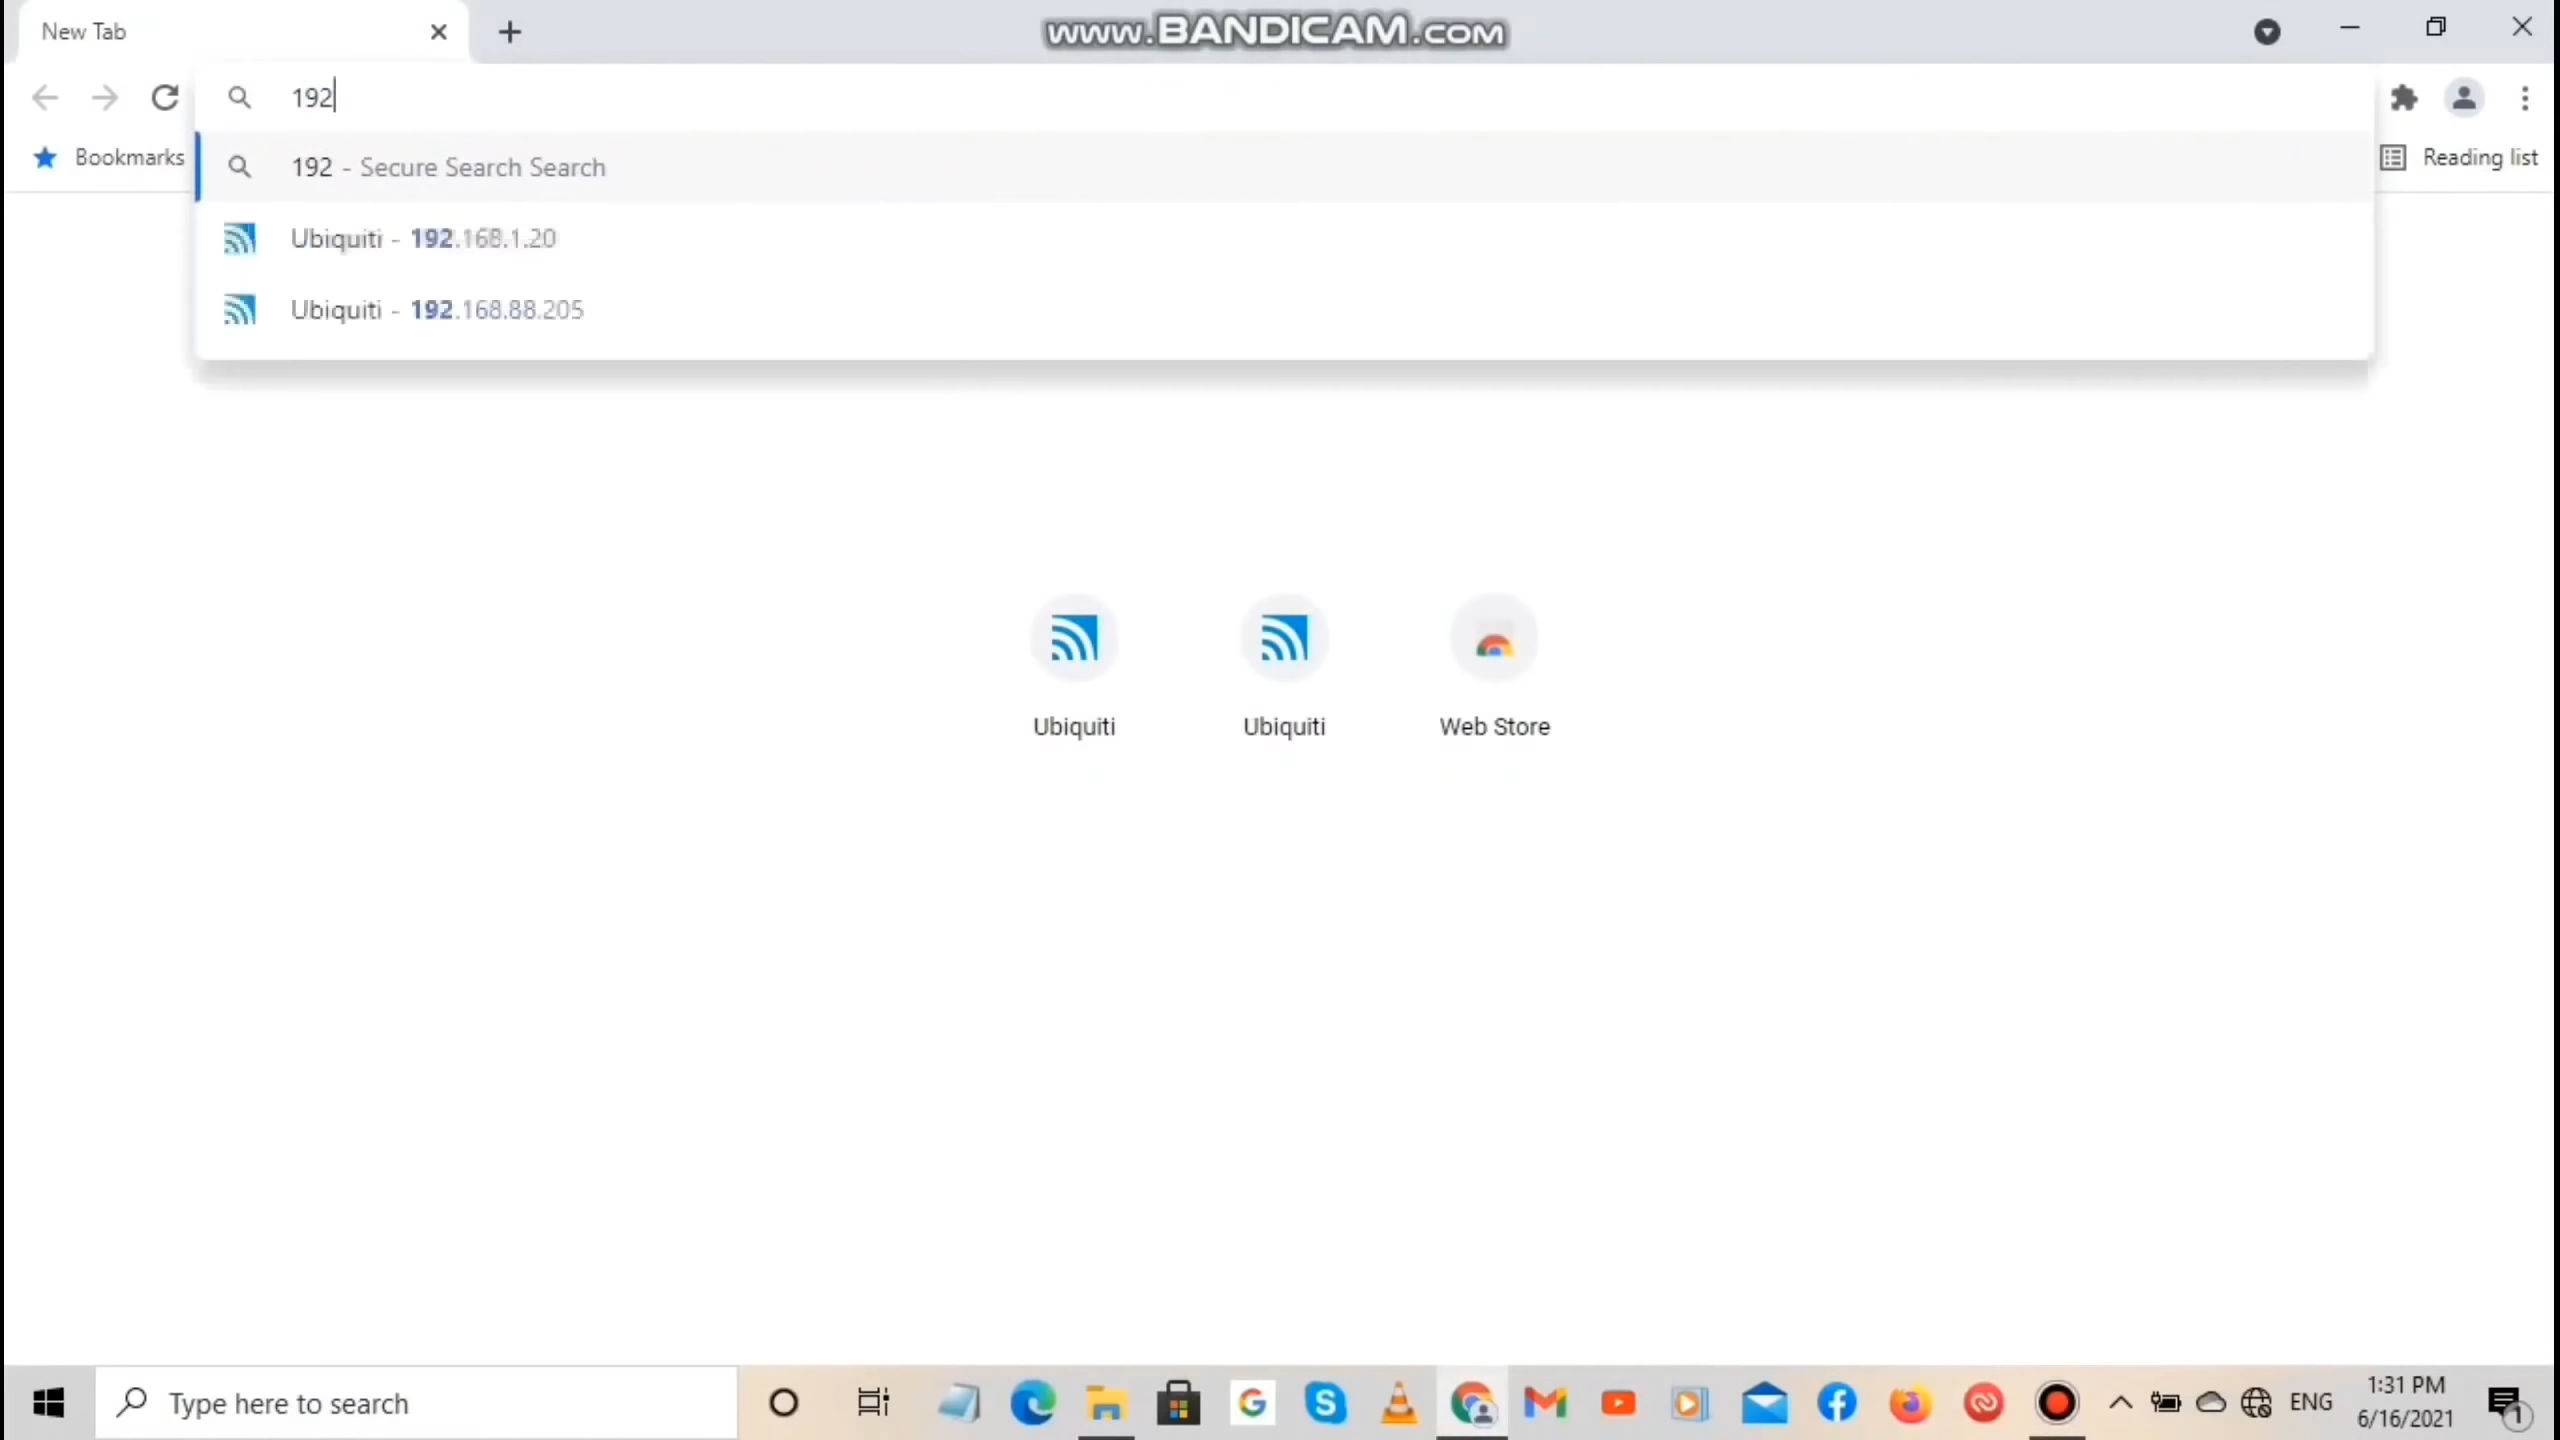 New Tab
www.BANDICAM.com
192
Bookmarks
192 - Secure Search Search
Reading list
Ubiquiti - 192.168.1.20
Ubiquiti - 192.168.88.205
Ubiquiti
Ubiquiti
Web Store
Type here to search
ENG
1:31 PM
6/16/2021
1